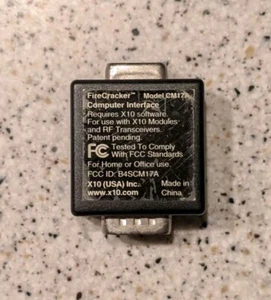 FireCracker™ Model CM17A
Computer Interface
Requires X10 software.
For use with X10 Modules
and RF Transceivers.
Patent pending.
FC Tested To Comply
With FCC Standards
For Home or Office use.
FCC ID: B4SCM17A
X10 (USA) Inc. Made in
www.x10.com China